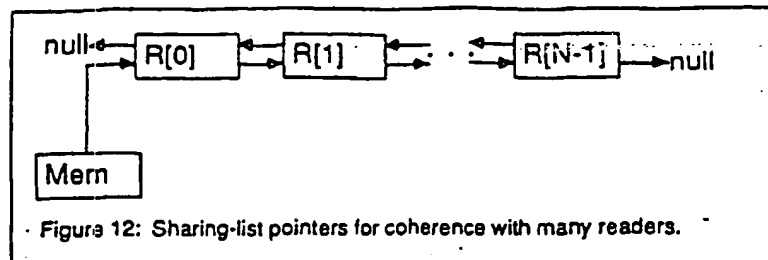 null R[0] R[1] . . . R[N-1] null
Mem
Figure 12: Sharing-list pointers for coherence with many readers.